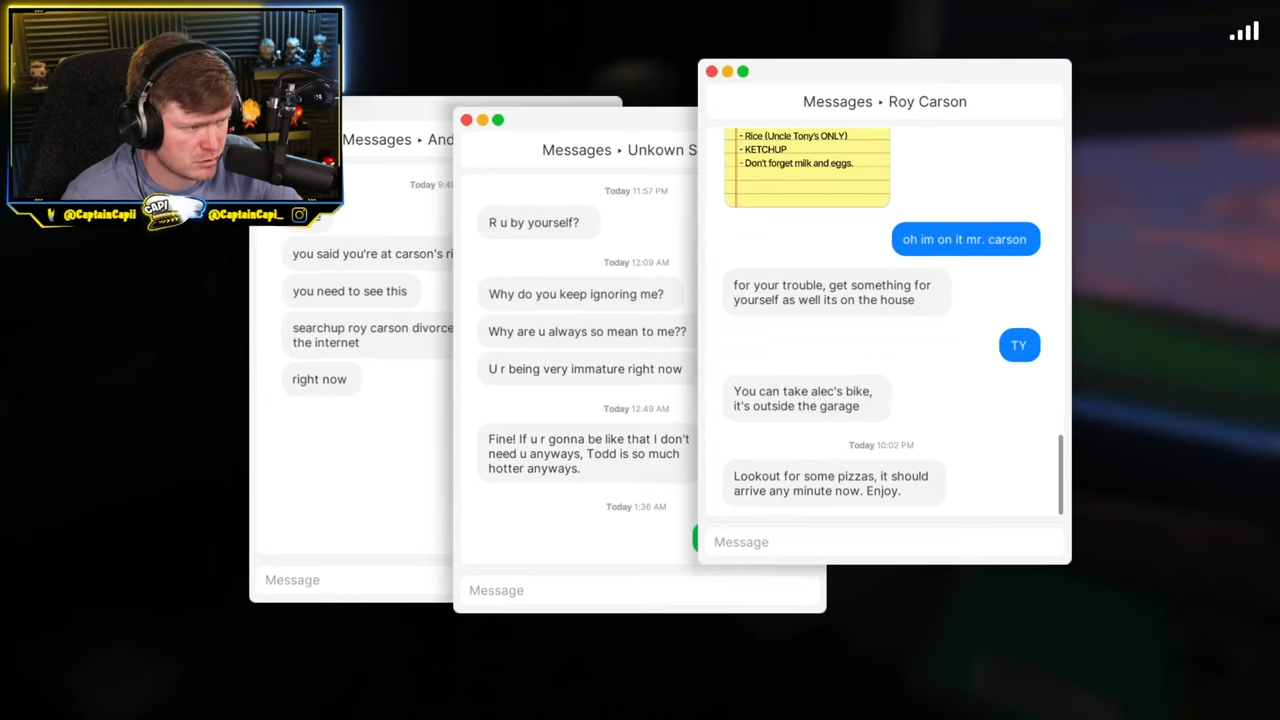 @CaptainCapii
CAPI
@CaptainCapi_
Messages ▸ And
Today 9:4
you said you're at carson's ri
you need to see this
searchup roy carson divorce
the internet
right now
Message
Messages ▸ Unkown S
Today 11:57 PM
R u by yourself?
Today 12:09 AM
Why do you keep ignoring me?
Why are u always so mean to me??
U r being very immature right now
Today 12:49 AM
Fine! If u r gonna be like that I don't
need u anyways, Todd is so much
hotter anyways.
Today 1:36 AM
Message
Messages ▸ Roy Carson
- Rice (Uncle Tony's ONLY)
- KETCHUP
- Don't forget milk and eggs.
oh im on it mr. carson
for your trouble, get something for
yourself as well its on the house
TY
You can take alec's bike,
it's outside the garage
Today 10:02 PM
Lookout for some pizzas, it should
arrive any minute now. Enjoy.
Message